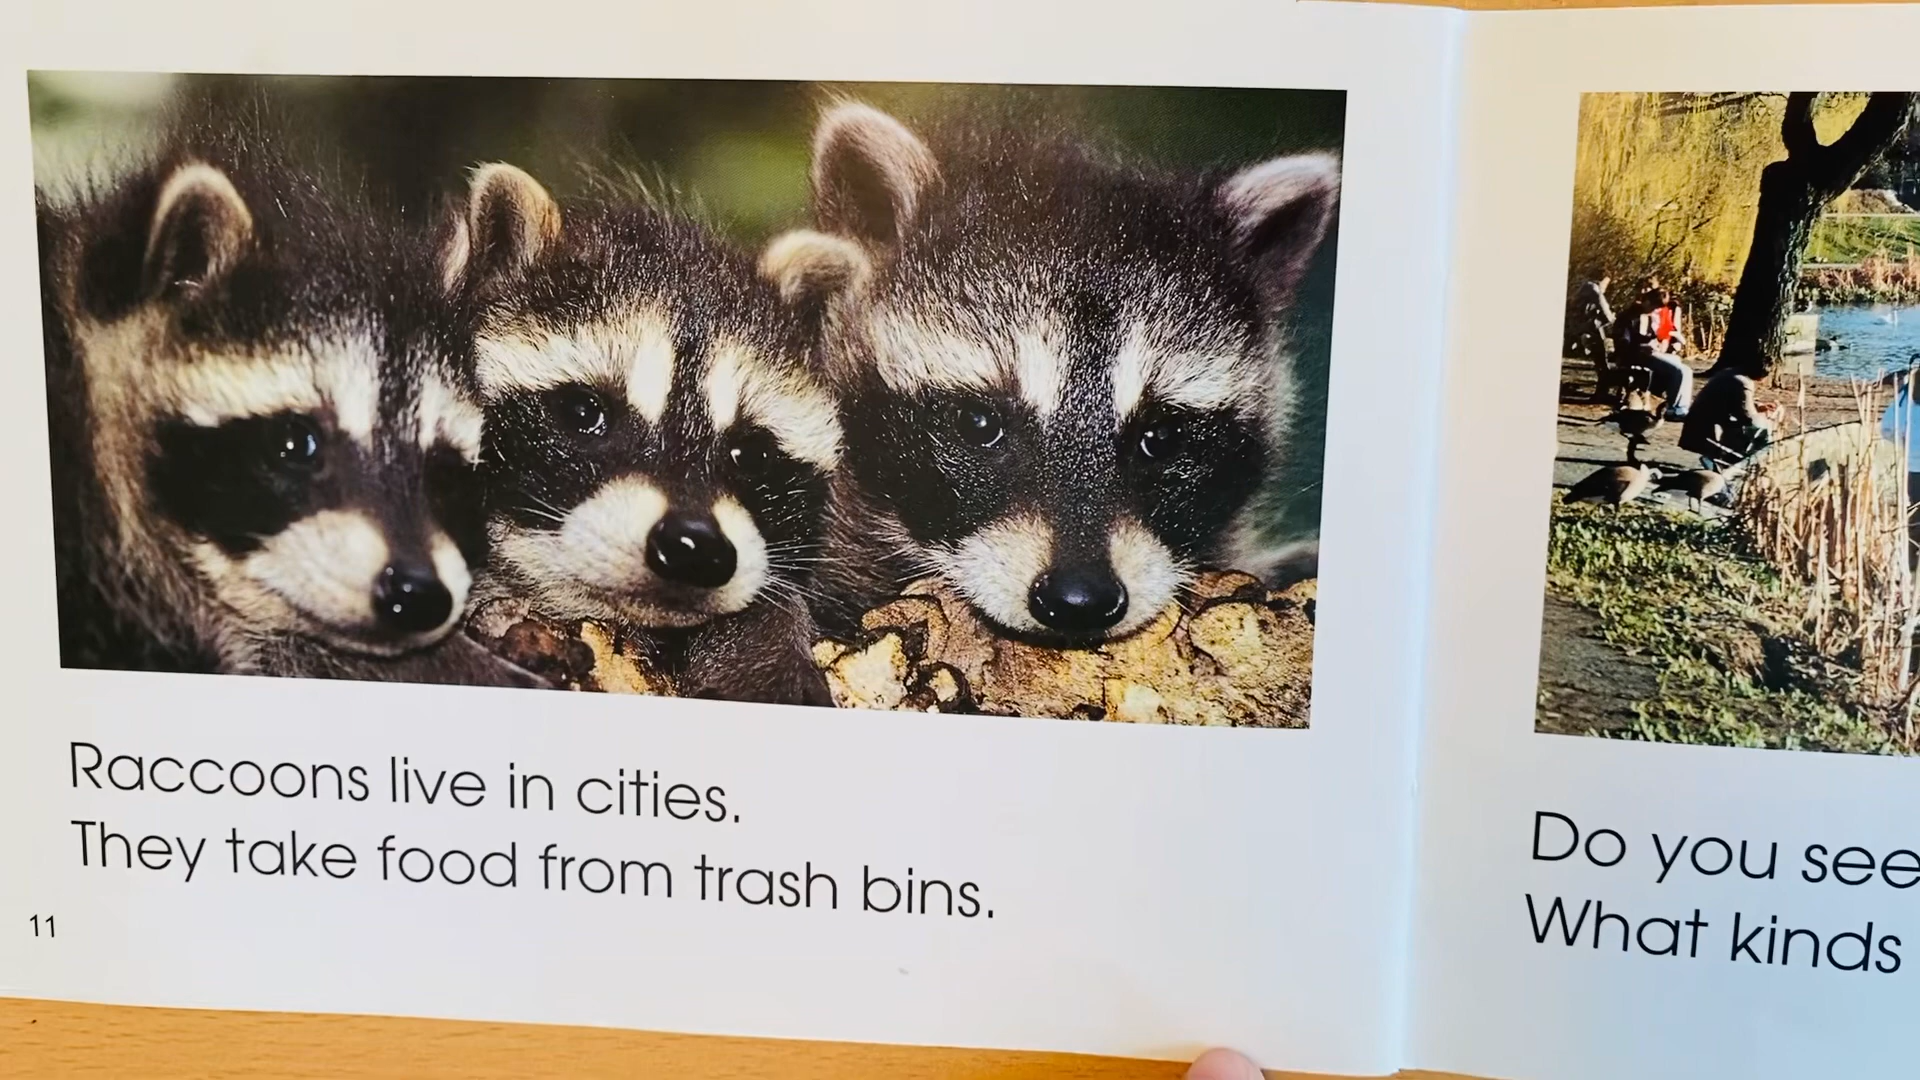 Raccoons live in cities.
They take food from trash bins.
11
Do you see
What kinds